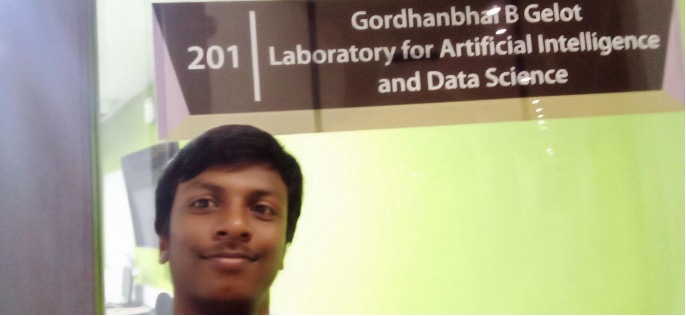 201
Gordhanbhai B Gelot
Laboratory for Artificial Intelligence
and Data Science